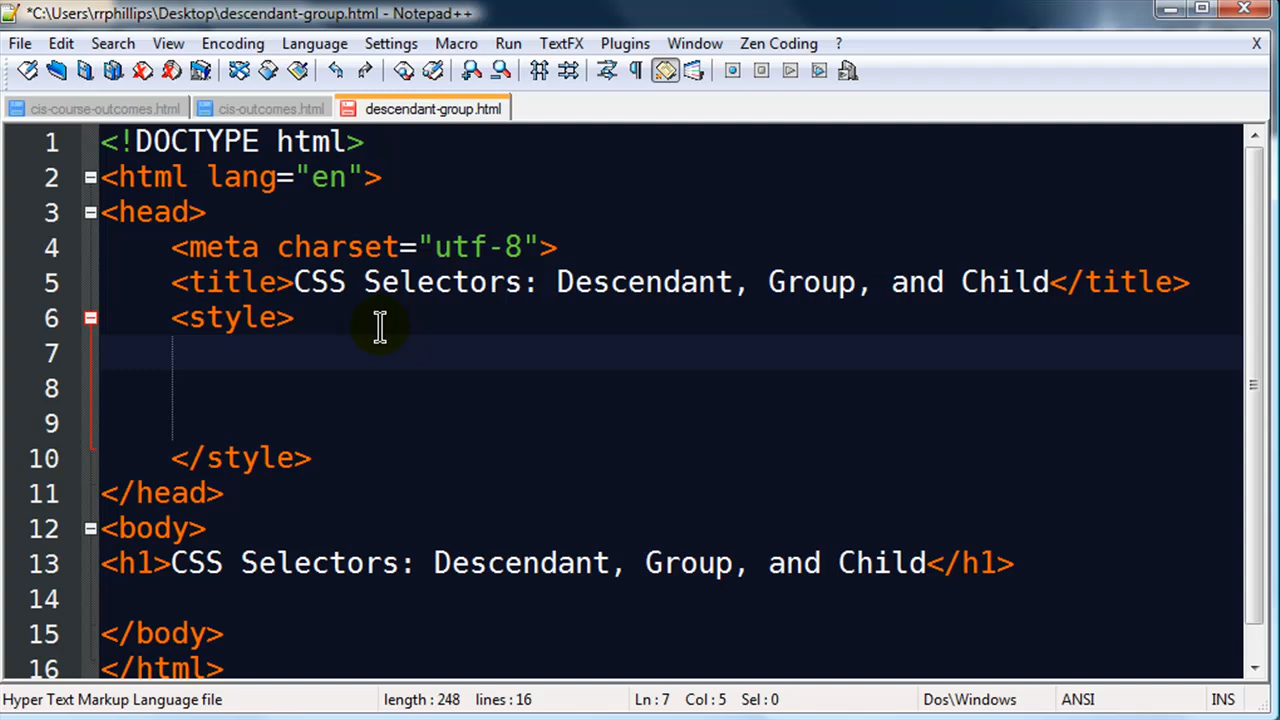 *C:\Users\rrphillips\Desktop\descendant-group.html - Notepad++
File Edit Search View Encoding Language Settings Macro Run TextFX Plugins Window Zen Coding ? X
cis-course-outcomes.html cis-outcomes.html descendant-group.html
1 <!DOCTYPE html>
2 <html lang="en">
3 <head>
4 <meta charset="utf-8">
5 <title>CSS Selectors: Descendant, Group, and Child</title>
6 <style>
7
8
9
10 </style>
11 </head>
12 <body>
13 <h1>CSS Selectors: Descendant, Group, and Child</h1>
14
15 </body>
16 </html>
Hyper Text Markup Language file length : 248 lines : 16 Ln : 7 Col : 5 Sel : 0 Dos\Windows ANSI INS